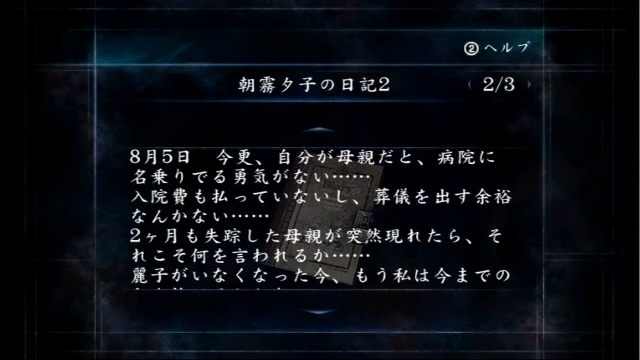 ②ヘルプ
朝霧夕子の日記2
2/3
8月5日　今更、自分が母親だと、病院に
名乗りでる勇気がない……
入院費も払っていないし、葬儀を出す余裕
なんかない……
2ヶ月も失踪した母親が突然現れたら、そ
れこそ何を言われるか……
麗子がいなくなった今、もう私は今までの